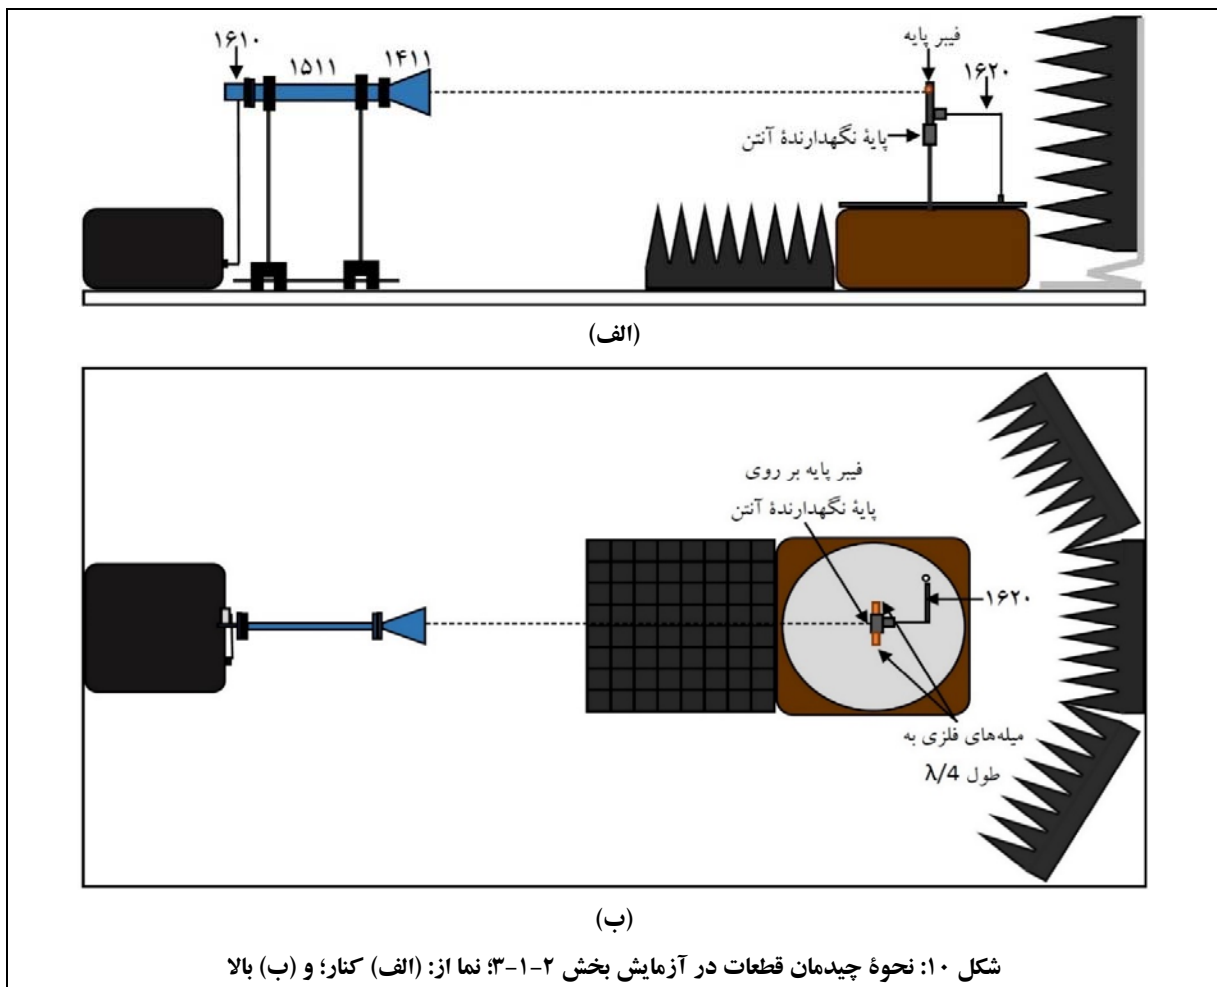 ۱۶۱۰
۱۵۱۱
۱۴۱۱
فیبر پایه
۱۶۲۰
پایهٔ نگهدارندهٔ آنتن
(الف)
فیبر پایه بر روی
پایهٔ نگهدارندهٔ آنتن
۱۶۲۰
میله‌های فلزی به
طول λ/4
(ب)
شکل ۱۰: نحوهٔ چیدمان قطعات در آزمایش بخش ۲-۱-۳؛ نما از: (الف) کنار؛ و (ب) بالا